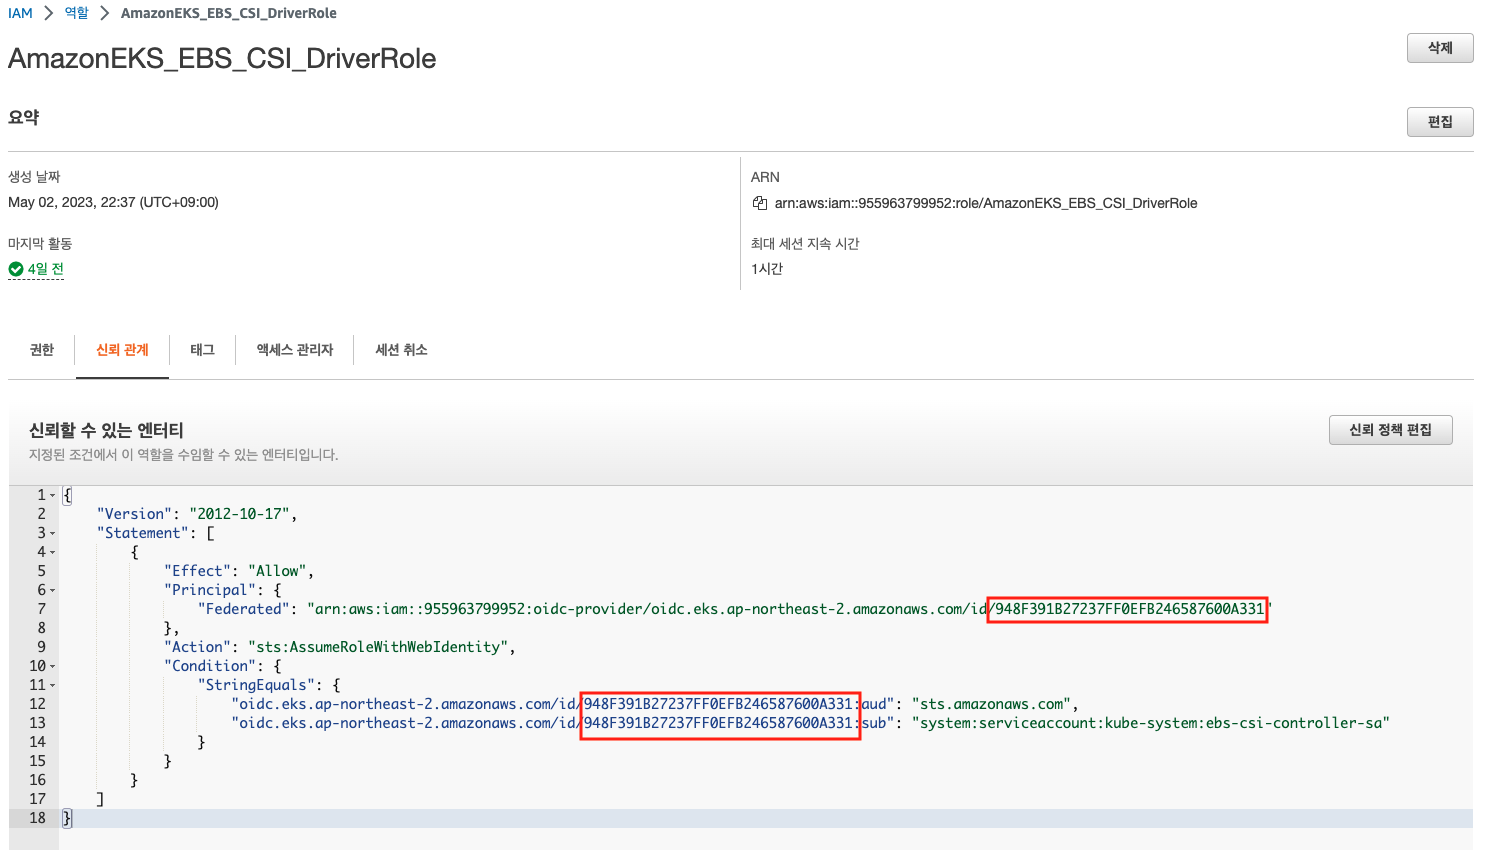 IAM > 역할 > AmazonEKS_EBS_CSI_DriverRole
AmazonEKS_EBS_CSI_DriverRole
삭제
요약
편집
생성 날짜
May 02, 2023, 22:37 (UTC+09:00)
ARN
arn:aws:iam::955963799952:role/AmazonEKS_EBS_CSI_DriverRole
마지막 활동
4일 전
최대 세션 지속 시간
1시간
권한
신뢰 관계
태그
액세스 관리자
세션 취소
신뢰할 수 있는 엔터티
지정된 조건에서 이 역할을 수임할 수 있는 엔터티입니다.
신뢰 정책 편집
1 {
2 "Version": "2012-10-17",
3 "Statement": [
4 {
5 "Effect": "Allow",
6 "Principal": {
7 "Federated": "arn:aws:iam::955963799952:oidc-provider/oidc.eks.ap-northeast-2.amazonaws.com/id/948F391B27237FF0EFB246587600A331"
8 },
9 "Action": "sts:AssumeRoleWithWebIdentity",
10 "Condition": {
11 "StringEquals": {
12 "oidc.eks.ap-northeast-2.amazonaws.com/id/948F391B27237FF0EFB246587600A331:aud": "sts.amazonaws.com",
13 "oidc.eks.ap-northeast-2.amazonaws.com/id/948F391B27237FF0EFB246587600A331:sub": "system:serviceaccount:kube-system:ebs-csi-controller-sa"
14 }
15 }
16 }
17 ]
18 }